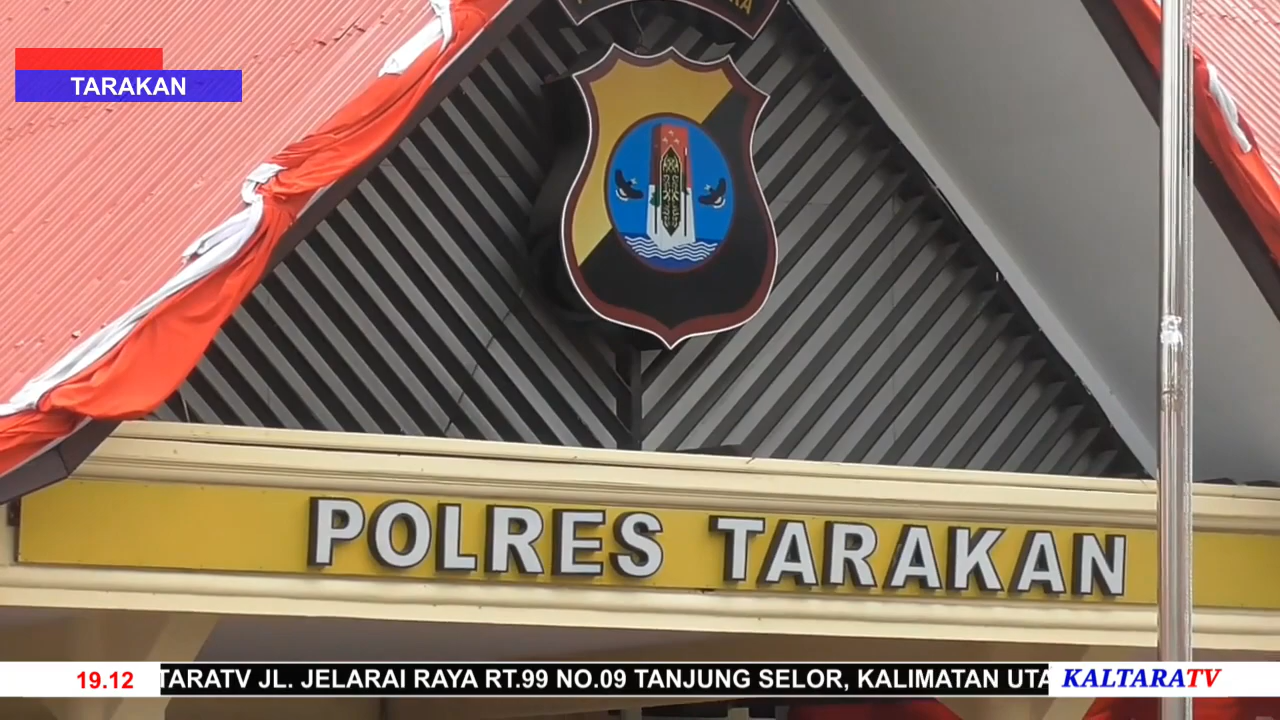 TARAKAN
POLRES TARAKAN
19.12
TARATV JL. JELARAI RAYA RT.99 NO.09 TANJUNG SELOR, KALIMATAN UTA
KALTARATV